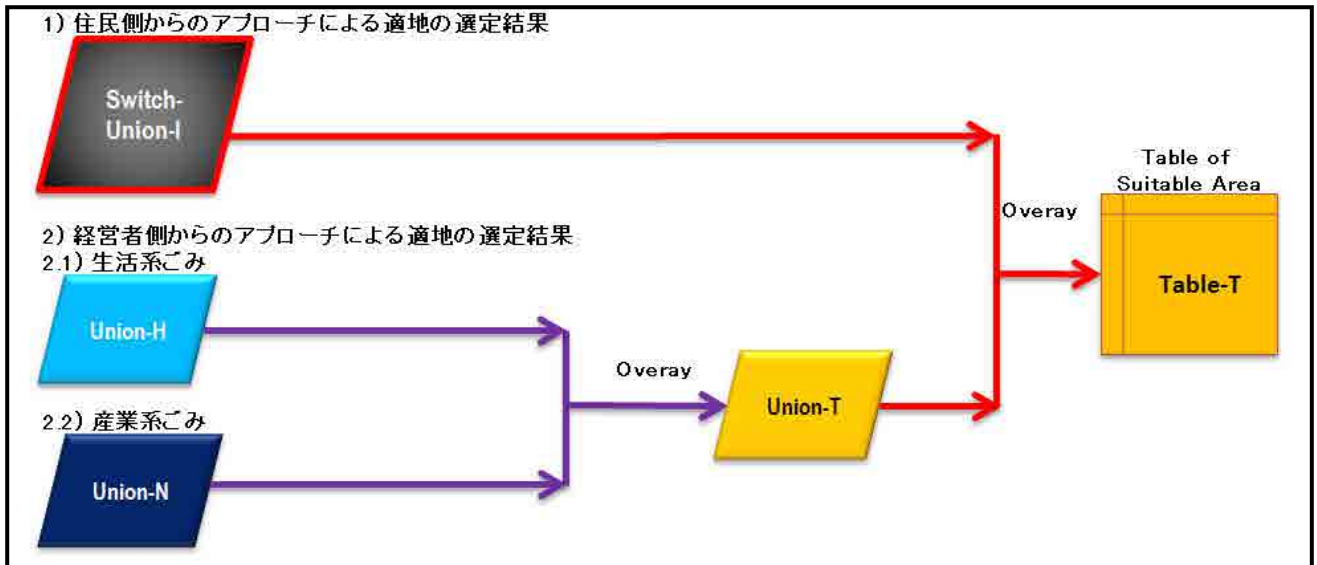 1) 住民側からのアプローチによる適地の選定結果
Switch-
Union-I
Table of
Suitable Area
Overay
Table-T
2) 経営者側からのアプローチによる適地の選定結果
2.1) 生活系ごみ
Union-H
Overay
Union-T
2.2) 産業系ごみ
Union-N